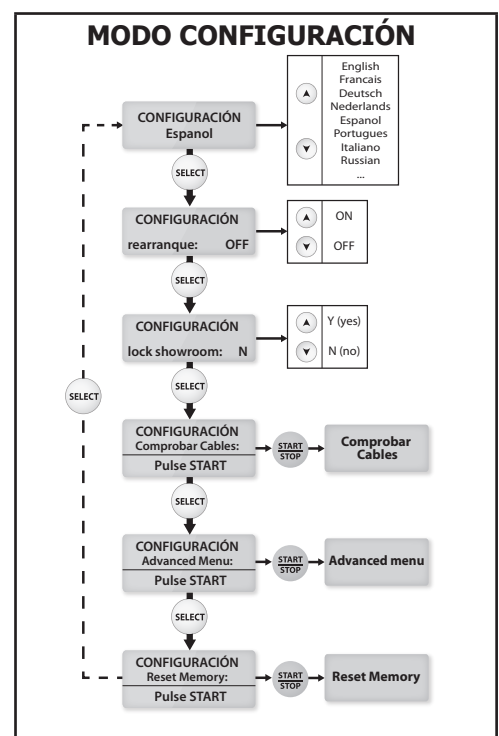 MODO CONFIGURACIÓN
CONFIGURACIÓN
Espanol
English
Francais
Deutsch
Nederlands
Espanol
Portugues
Italiano
Russian
...
SELECT
CONFIGURACIÓN
rearranque: OFF
ON
OFF
SELECT
CONFIGURACIÓN
lock showroom: N
Y (yes)
N (no)
SELECT
SELECT
CONFIGURACIÓN
Comprobar Cables:
Pulse START
START
STOP
Comprobar
Cables
SELECT
CONFIGURACIÓN
Advanced Menu:
Pulse START
START
STOP
Advanced menu
SELECT
CONFIGURACIÓN
Reset Memory:
Pulse START
START
STOP
Reset Memory